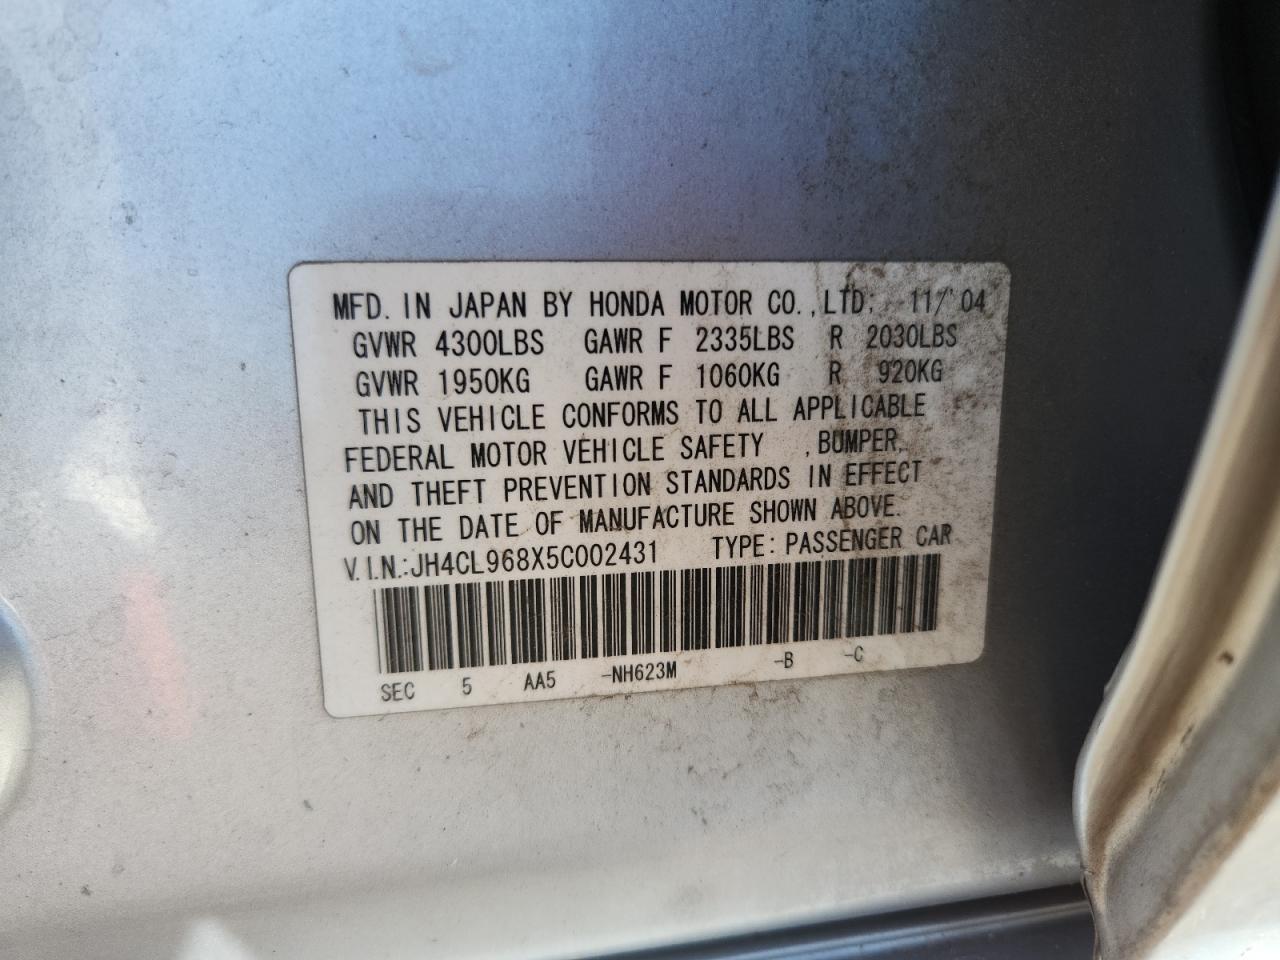 MFD. IN JAPAN BY HONDA MOTOR CO., LTD; 11/'04
GVWR 4300LBS GAWR F 2335LBS R 2030LBS
GVWR 1950KG GAWR F 1060KG R 920KG
THIS VEHICLE CONFORMS TO ALL APPLICABLE
FEDERAL MOTOR VEHICLE SAFETY , BUMPER,
AND THEFT PREVENTION STANDARDS IN EFFECT
ON THE DATE OF MANUFACTURE SHOWN ABOVE.
V.I.N.:JH4CL968X5C002431 TYPE: PASSENGER CAR
SEC 5 AA5 -NH623M -B -C